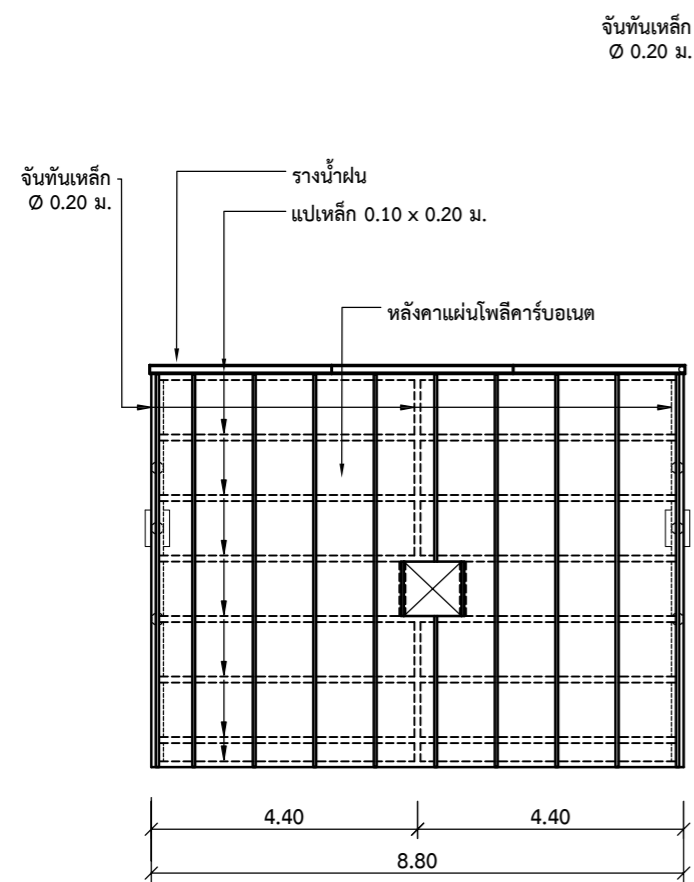 จันทันเหล็ก
Ø 0.20 ม.
จันทันเหล็ก
Ø 0.20 ม.
รางน้ำฝน
แปเหล็ก 0.10 x 0.20 ม.
หลังคาแผ่นโพลีคาร์บอเนต
4.40
4.40
8.80